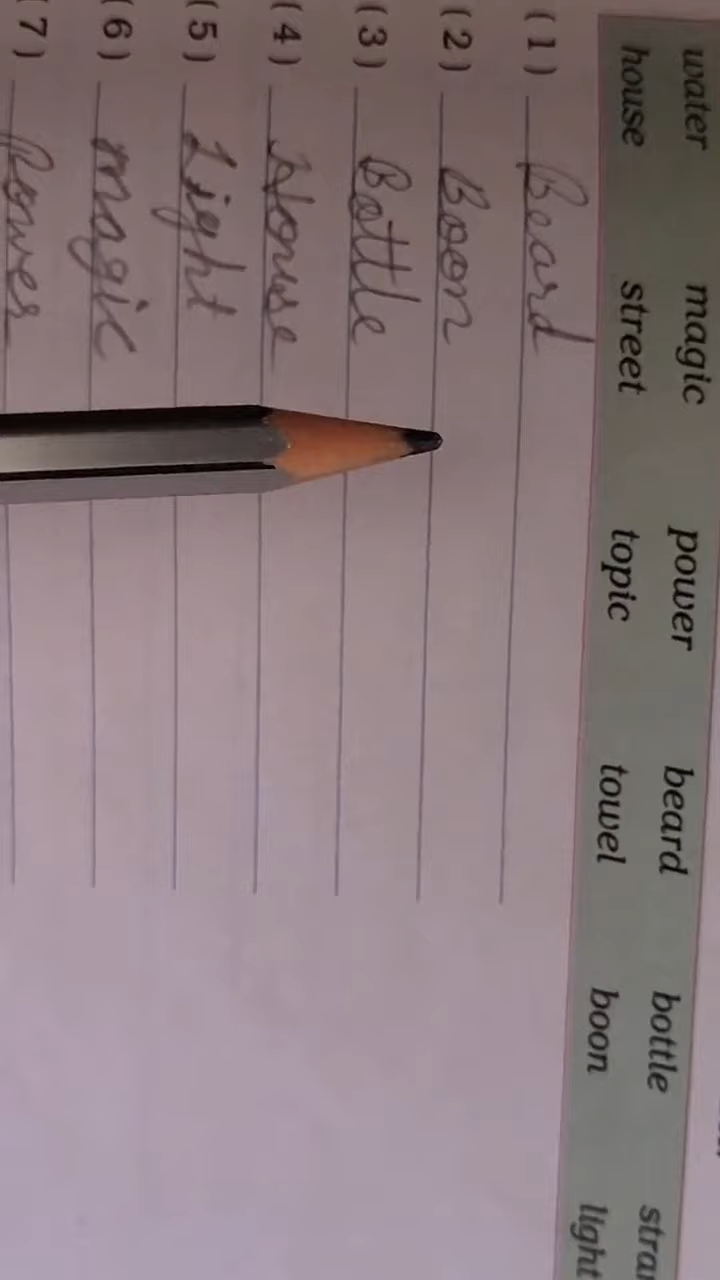 water magic power beard bottle
house street topic towel boon light
(1) Beard
(2) Boon
(3) Bottle
(4) House
(5) Light
(6) magic
(7) Power